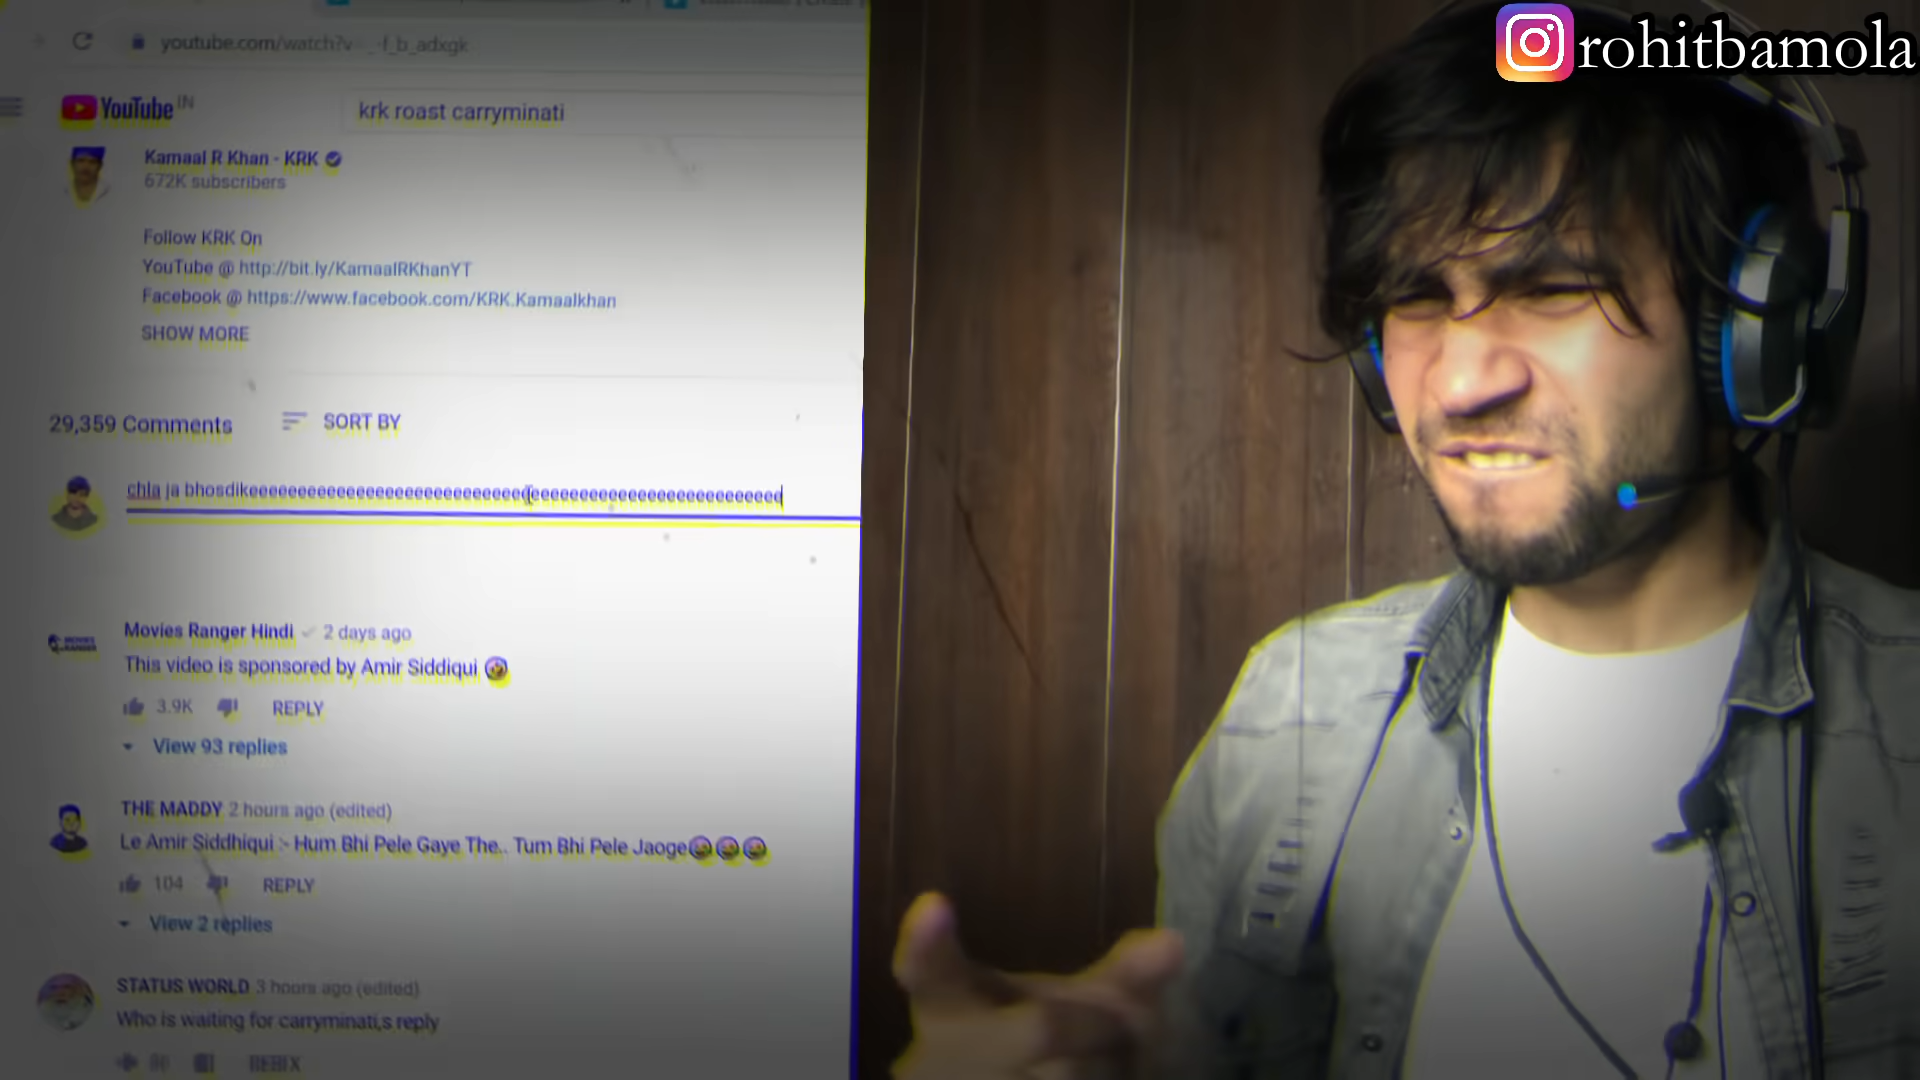 rohitbamola
youtube.com/watch?v
YouTube IN
krk roast carryminati
Kamaal R Khan - KRK
672K subscribers
Follow KRK On
YouTube @ http://bit.ly/KamaalRKhanYT
Facebook @ https://www.facebook.com/KRK.Kamaalkhan
SHOW MORE
29,359 Comments SORT BY
chla ja
Movies Ranger Hindi 2 days ago
This video is sponsored by Amir Siddiqui
3.9K REPLY
View 93 replies
THE MADDY 2 hours ago (edited)
Le Amir Siddhiqui :- Hum Bhi Pele Gaye The.. Tum Bhi Pele Jaoge
104 REPLY
View 2 replies
STATUS WORLD 3 hours ago (edited)
Who is waiting for carryminati,s reply